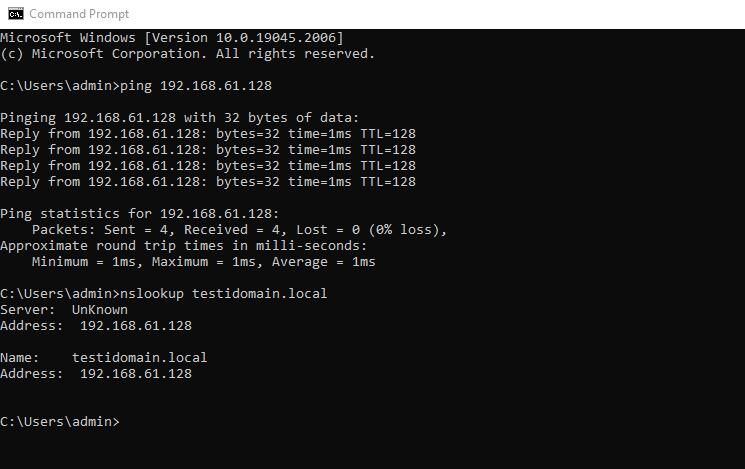 Command Prompt
Microsoft Windows [Version 10.0.19045.2006]
(c) Microsoft Corporation. All rights reserved.
C:\Users\admin>ping 192.168.61.128
Pinging 192.168.61.128 with 32 bytes of data:
Reply from 192.168.61.128: bytes=32 time=1ms TTL=128
Reply from 192.168.61.128: bytes=32 time=1ms TTL=128
Reply from 192.168.61.128: bytes=32 time=1ms TTL=128
Reply from 192.168.61.128: bytes=32 time=1ms TTL=128
Ping statistics for 192.168.61.128:
    Packets: Sent = 4, Received = 4, Lost = 0 (0% loss),
Approximate round trip times in milli-seconds:
    Minimum = 1ms, Maximum = 1ms, Average = 1ms
C:\Users\admin>nslookup testidomain.local
Server:  UnKnown
Address:  192.168.61.128
Name:    testidomain.local
Address:  192.168.61.128
C:\Users\admin>